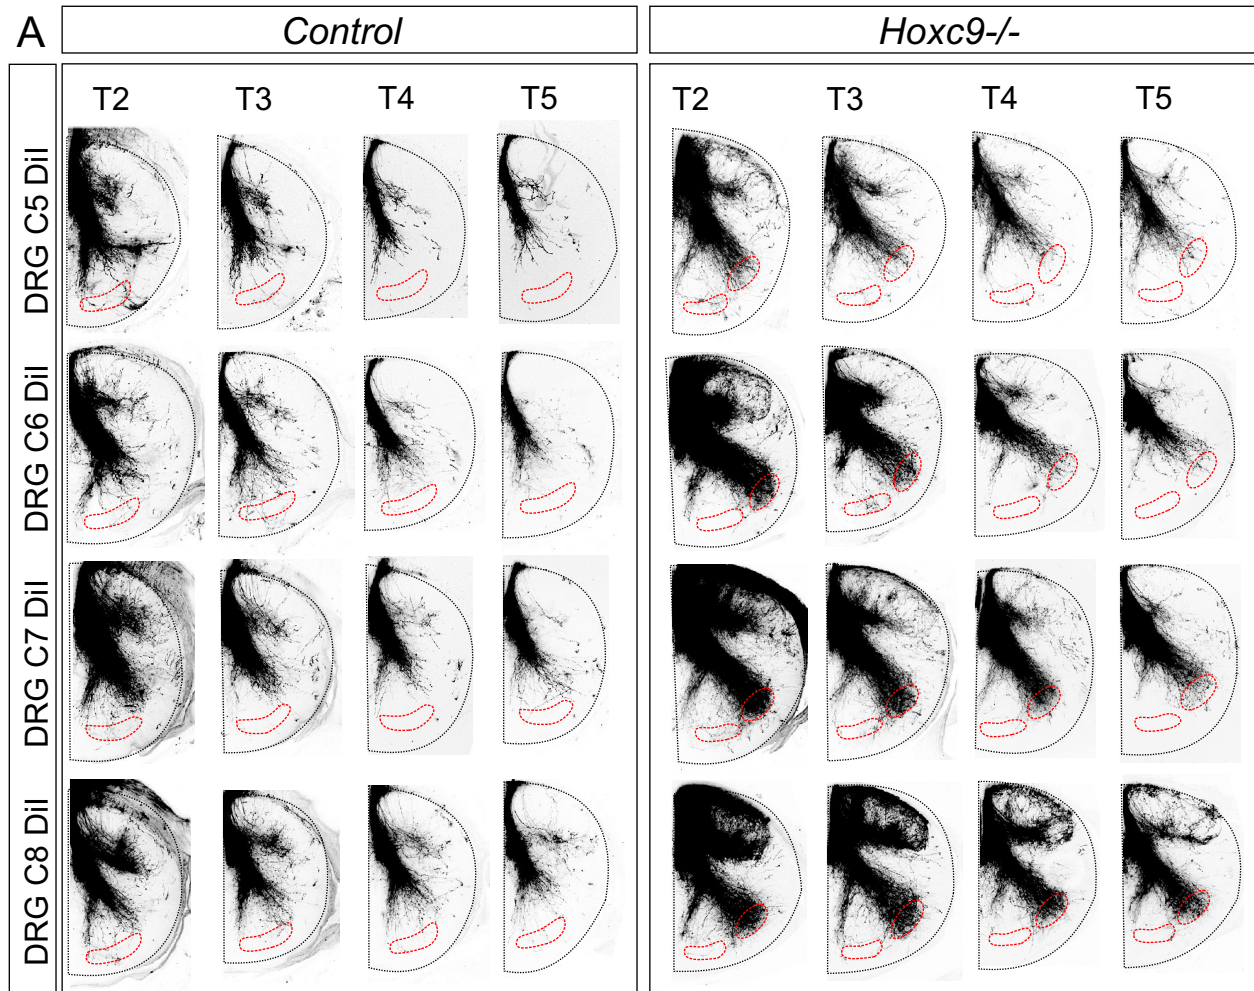 A
Control
Hoxc9-/-
T2 T3 T4 T5
T2 T3 T4 T5
DRG C5 DiI
DRG C6 DiI
DRG C7 DiI
DRG C8 DiI